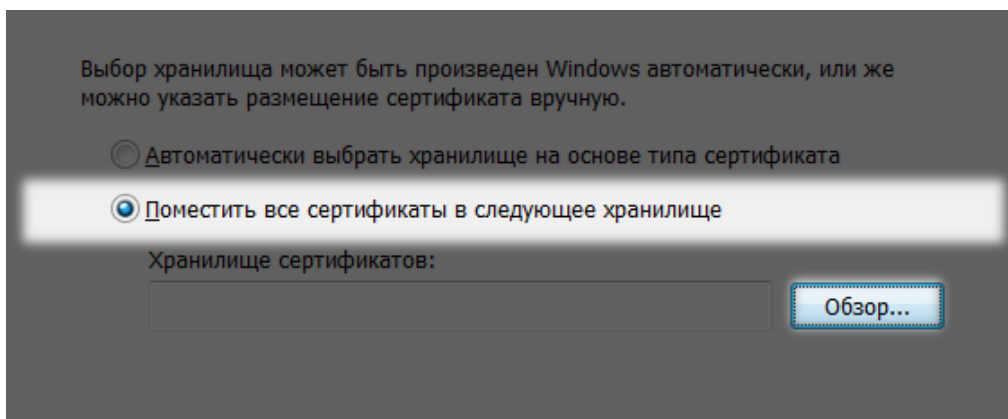 Выбор хранилища может быть произведен Windows автоматически, или же
можно указать размещение сертификата вручную.
Автоматически выбрать хранилище на основе типа сертификата
Поместить все сертификаты в следующее хранилище
Хранилище сертификатов:
Обзор...